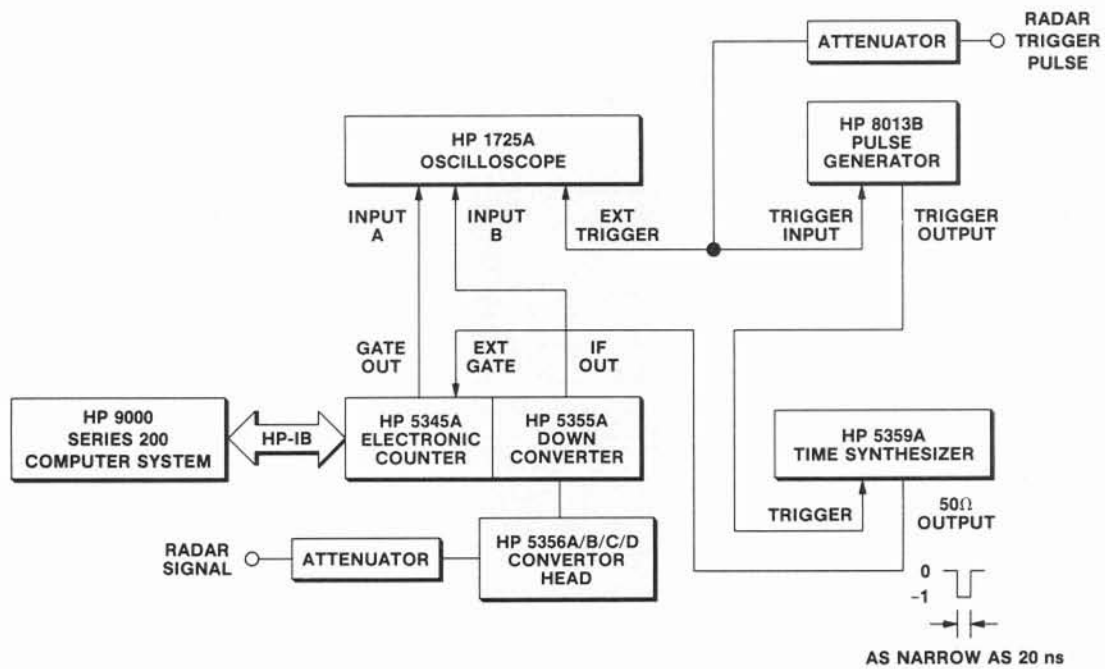 ATTENUATOR
RADAR
TRIGGER
PULSE
HP 1725A
OSCILLOSCOPE
HP 8013B
PULSE
GENERATOR
INPUT
A
INPUT
B
EXT
TRIGGER
TRIGGER
INPUT
TRIGGER
OUTPUT
GATE
OUT
EXT
GATE
IF
OUT
HP 9000
SERIES 200
COMPUTER SYSTEM
HP-IB
HP 5345A
ELECTRONIC
COUNTER
HP 5355A
DOWN
CONVERTER
HP 5359A
TIME SYNTHESIZER
TRIGGER
50Ω
OUTPUT
RADAR
SIGNAL
ATTENUATOR
HP 5356A/B/C/D
CONVERTOR
HEAD
0
−1
AS NARROW AS 20 ns